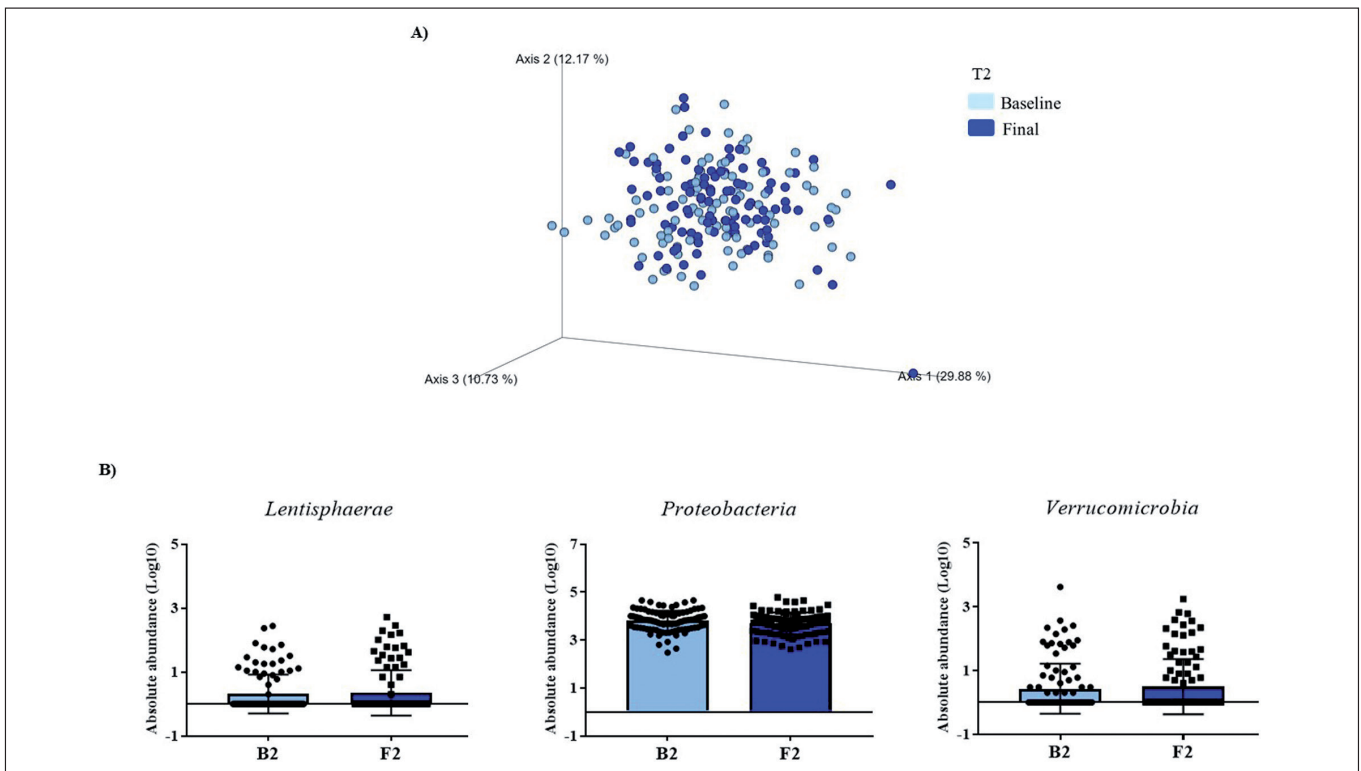 A)
Axis 2 (12.17 %)
T2
Baseline
Final
Axis 3 (10.73 %)
Axis 1 (29.88 %)
B)
Lentisphaerae
Absolute abundance (Log10)
5
3
1
-1
B2 F2
Proteobacteria
Absolute abundance (Log10)
7
5
3
1
-1
B2 F2
Verrucomicrobia
Absolute abundance (Log10)
5
3
1
-1
B2 F2